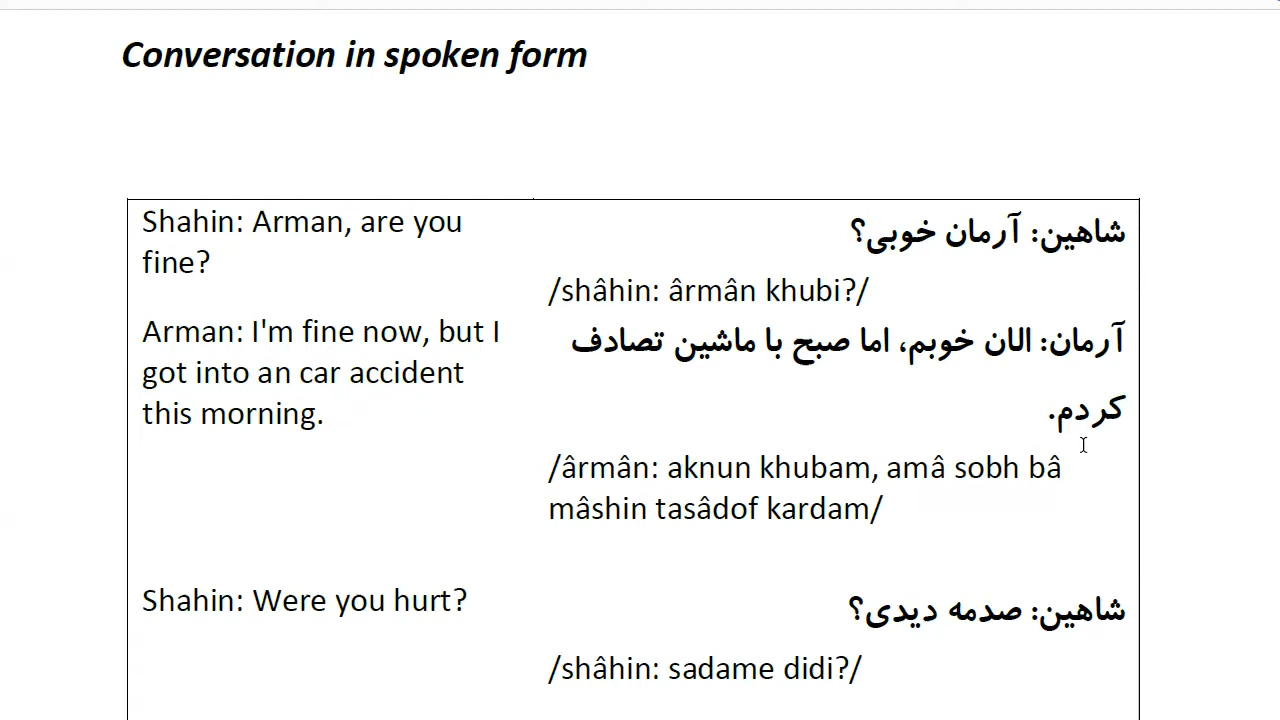 Conversation in spoken form
Shahin: Arman, are you
fine?
شاهین: آرمان خوبی؟
/shâhin: ârmân khubi?/
Arman: I'm fine now, but I
got into an car accident
this morning.
آرمان: الان خوبم، اما صبح با ماشین تصادف
کردم.
/ârmân: aknun khubam, amâ sobh bâ
mâshin tasâdof kardam/
Shahin: Were you hurt?
شاهین: صدمه دیدی؟
/shâhin: sadame didi?/